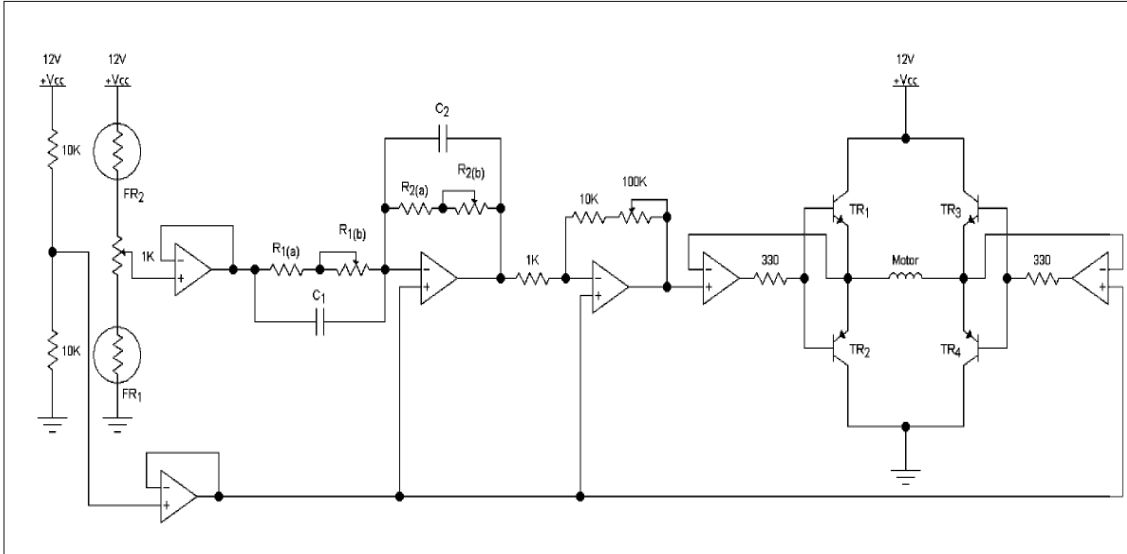 12V
+Vcc
12V
+Vcc
12V
+Vcc
10K
FR2
1K
10K
FR1
R1(a)
R1(b)
C1
C2
R2(a)
R2(b)
1K
10K
100K
330
TR1
TR3
Motor
330
TR2
TR4
- 
+
-
+
-
+
-
+
-
+
-
+